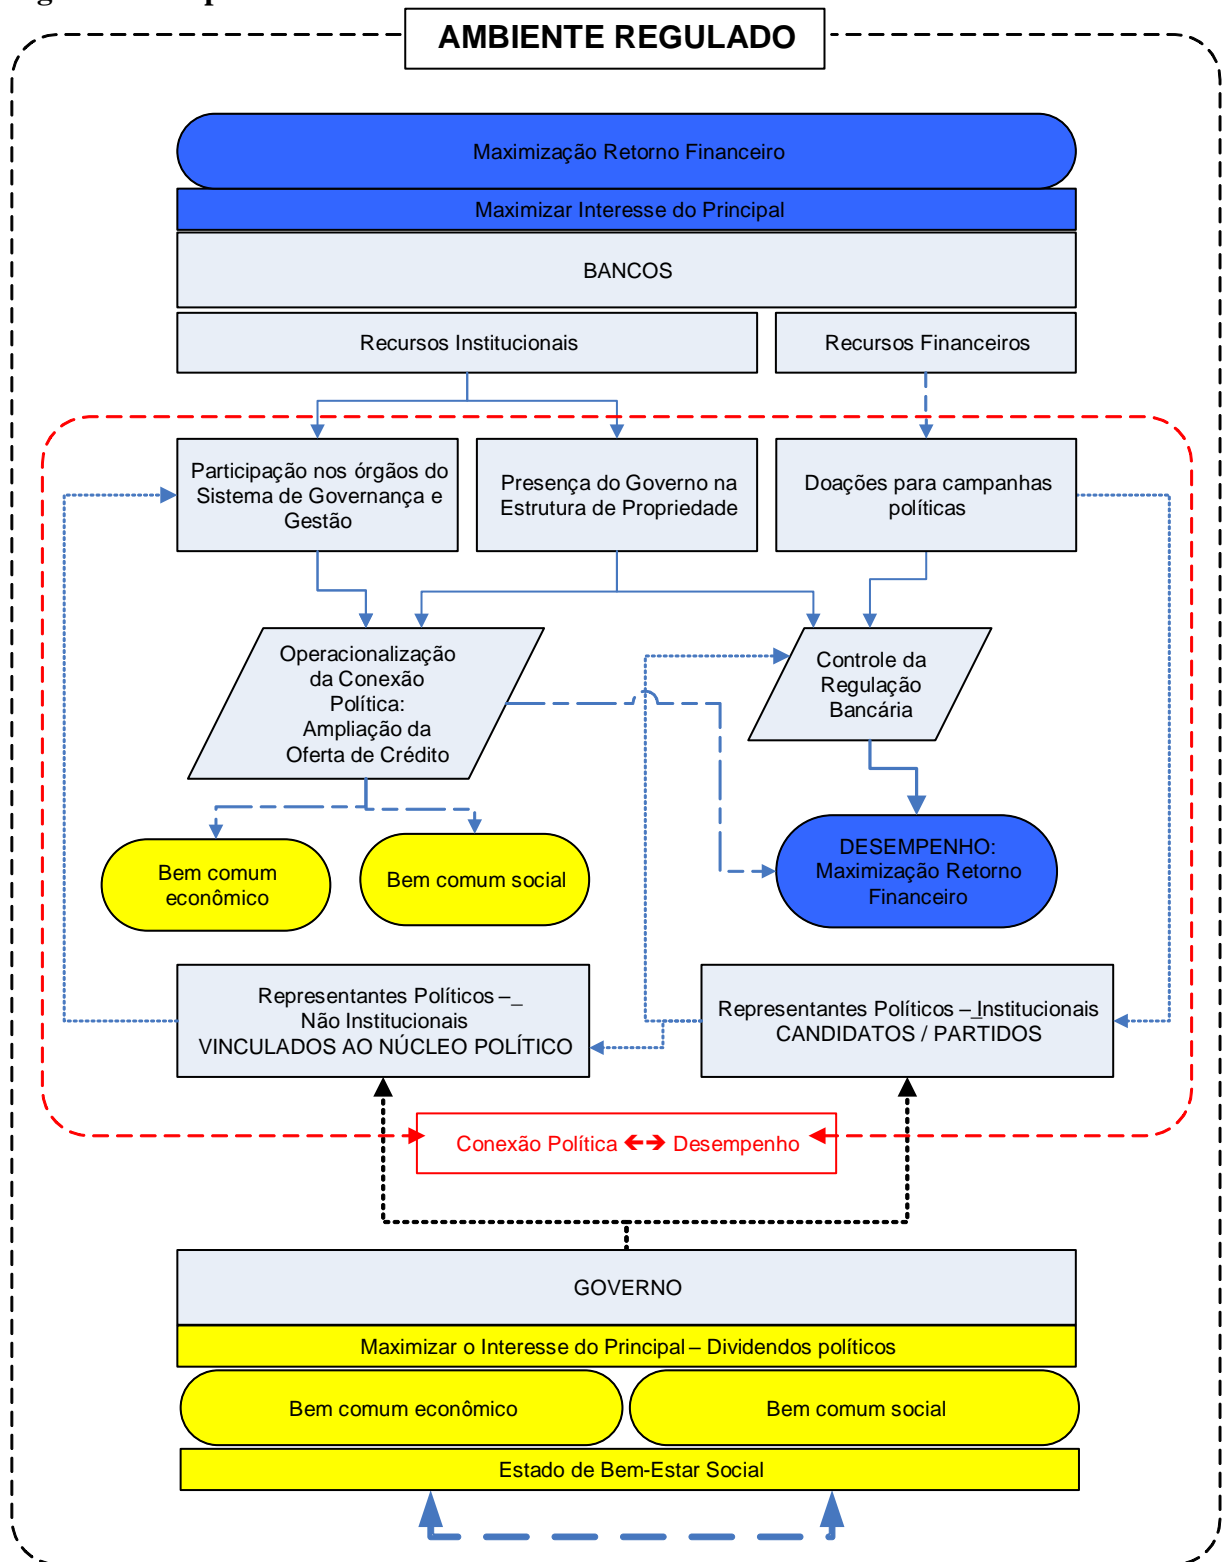 AMBIENTE REGULADO
Maximização Retorno Financeiro
Maximizar Interesse do Principal
BANCOS
Recursos Institucionais
Recursos Financeiros
Participação nos órgãos do
Sistema de Governança e
Gestão
Presença do Governo na
Estrutura de Propriedade
Doações para campanhas
políticas
Operacionalização
da Conexão
Política:
Ampliação da
Oferta de Crédito
Controle da
Regulação
Bancária
Bem comum
econômico
Bem comum social
DESEMPENHO:
Maximização Retorno
Financeiro
Representantes Políticos –_
Não Institucionais
VINCULADOS AO NÚCLEO POLÍTICO
Representantes Políticos –_Institucionais
CANDIDATOS / PARTIDOS
Conexão Política ←→ Desempenho
GOVERNO
Maximizar o Interesse do Principal – Dividendos políticos
Bem comum econômico
Bem comum social
Estado de Bem-Estar Social